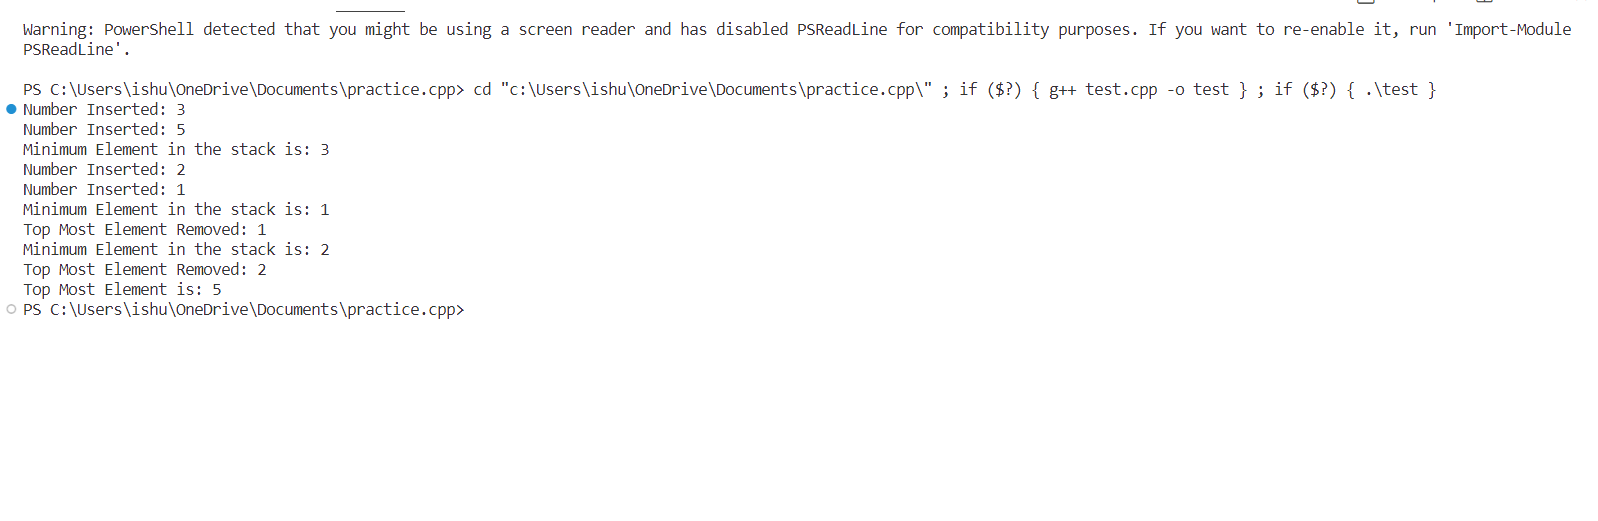 Warning: PowerShell detected that you might be using a screen reader and has disabled PSReadLine for compatibility purposes. If you want to re-enable it, run 'Import-Module
PSReadLine'.
PS C:\Users\ishu\OneDrive\Documents\practice.cpp> cd "c:\Users\ishu\OneDrive\Documents\practice.cpp\" ; if ($?) { g++ test.cpp -o test } ; if ($?) { .\test }
Number Inserted: 3
Number Inserted: 5
Minimum Element in the stack is: 3
Number Inserted: 2
Number Inserted: 1
Minimum Element in the stack is: 1
Top Most Element Removed: 1
Minimum Element in the stack is: 2
Top Most Element Removed: 2
Top Most Element is: 5
PS C:\Users\ishu\OneDrive\Documents\practice.cpp>